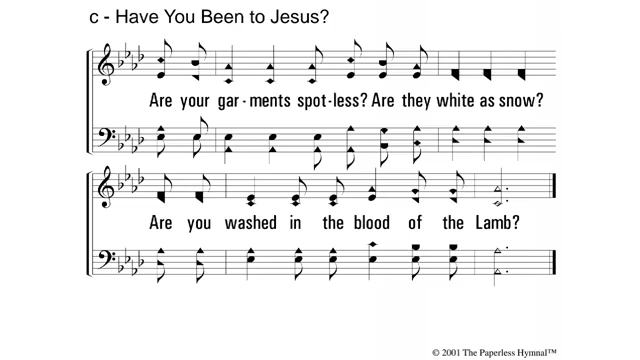 c - Have You Been to Jesus?
Are your gar - ments spot - less? Are they white as snow?
Are you washed in the blood of the Lamb?
© 2001 The Paperless Hymnal™